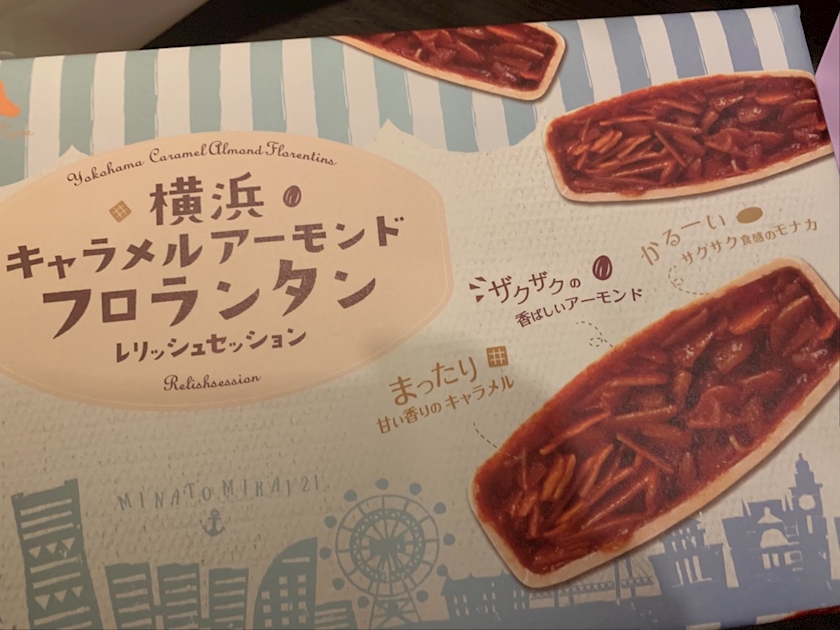 Yokohama Caramel Almond Florentins
横浜
キャラメルアーモンド
フロランタン
レリッシュセッション
Relishsession
かるーい
サクサク食感のモナカ
ザクザクの
香ばしいアーモンド
まったり
甘い香りのキャラメル
MINATOMIRAI21